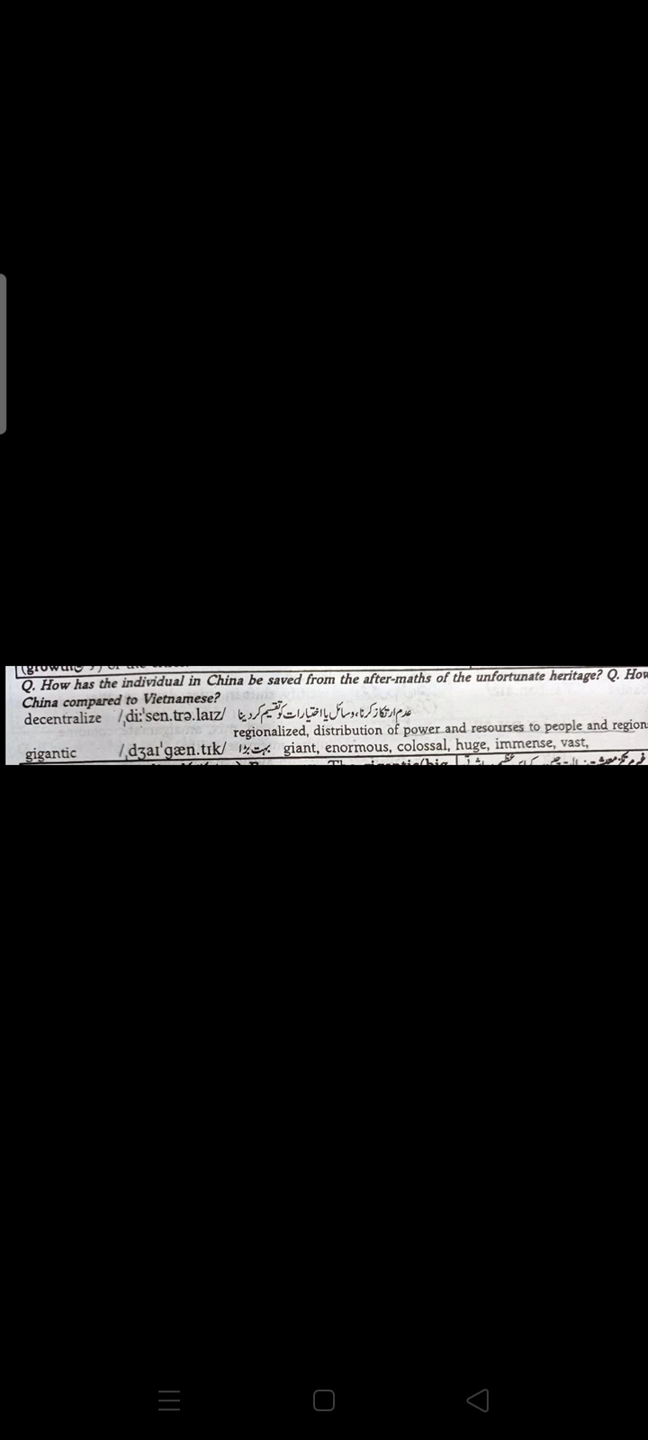 Q. How has the individual in China be saved from the after-maths of the unfortunate heritage? Q. How
China compared to Vietnamese?
decentralize /ˌdiːˈsen.trə.laɪz/ عدم ارتکاز کرنا، وسائل یا اختیارات کو تقسیم کر دینا
regionalized, distribution of power and resourses to people and region
gigantic /ˌdʒaɪˈɡæn.tɪk/ بہت بڑا giant, enormous, colossal, huge, immense, vast,